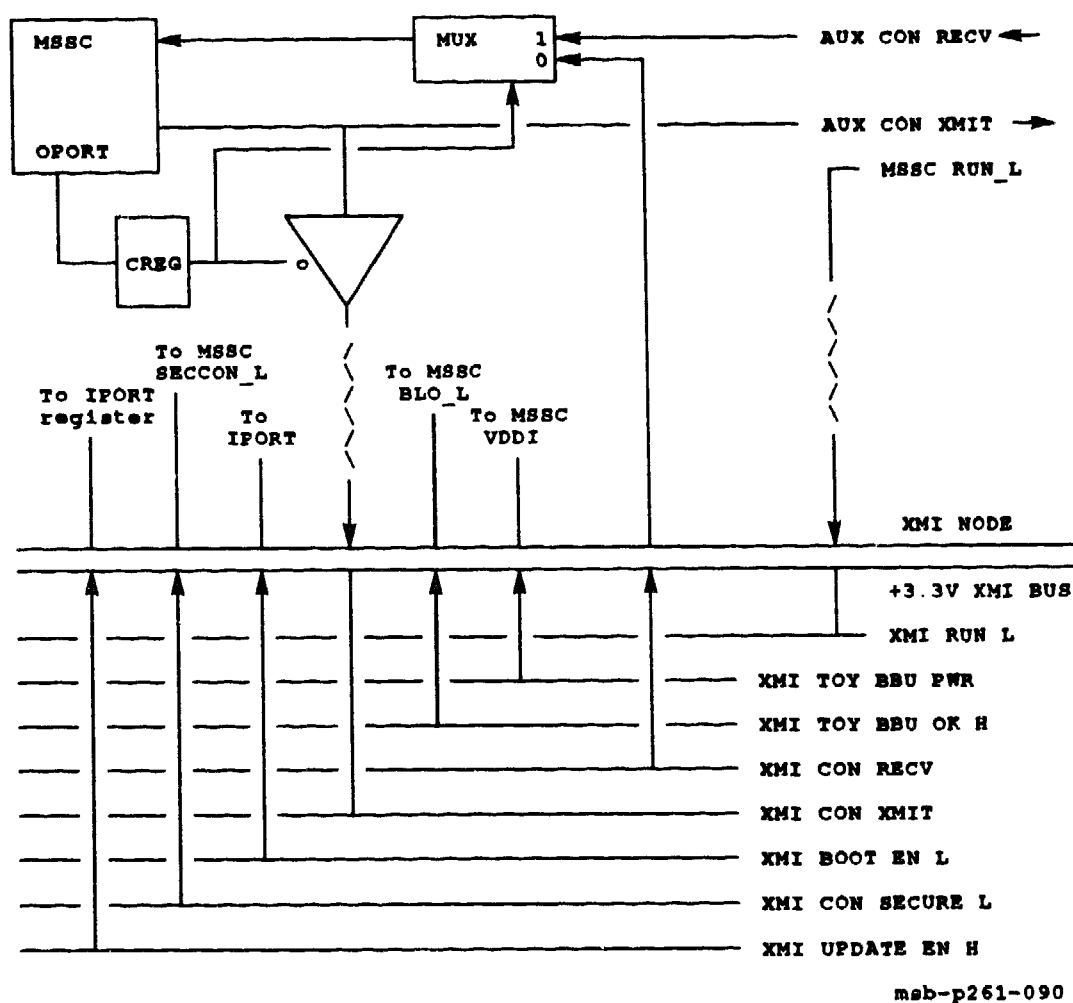 MSSC
MUX 1
0
AUX CON RECV
AUX CON XMIT
OPORT
MSSC RUN_L
CREG
To MSSC
SECCON_L
To IPORT
register
To
IPORT
To MSSC
BLO_L
To MSSC
VDDI
XMI NODE
+3.3V XMI BUS
XMI RUN L
XMI TOY BBU PWR
XMI TOY BBU OK H
XMI CON RECV
XMI CON XMIT
XMI BOOT EN L
XMI CON SECURE L
XMI UPDATE EN H
msb-p261-090